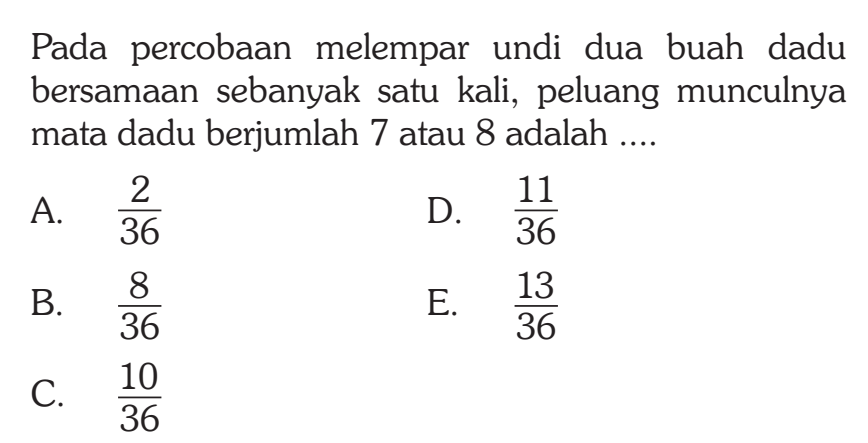 Pada percobaan melempar undi dua buah dadu
bersamaan sebanyak satu kali, peluang munculnya
mata dadu berjumlah 7 atau 8 adalah ....
A. 2/36
D. 11/36
B. 8/36
E. 13/36
C. 10/36